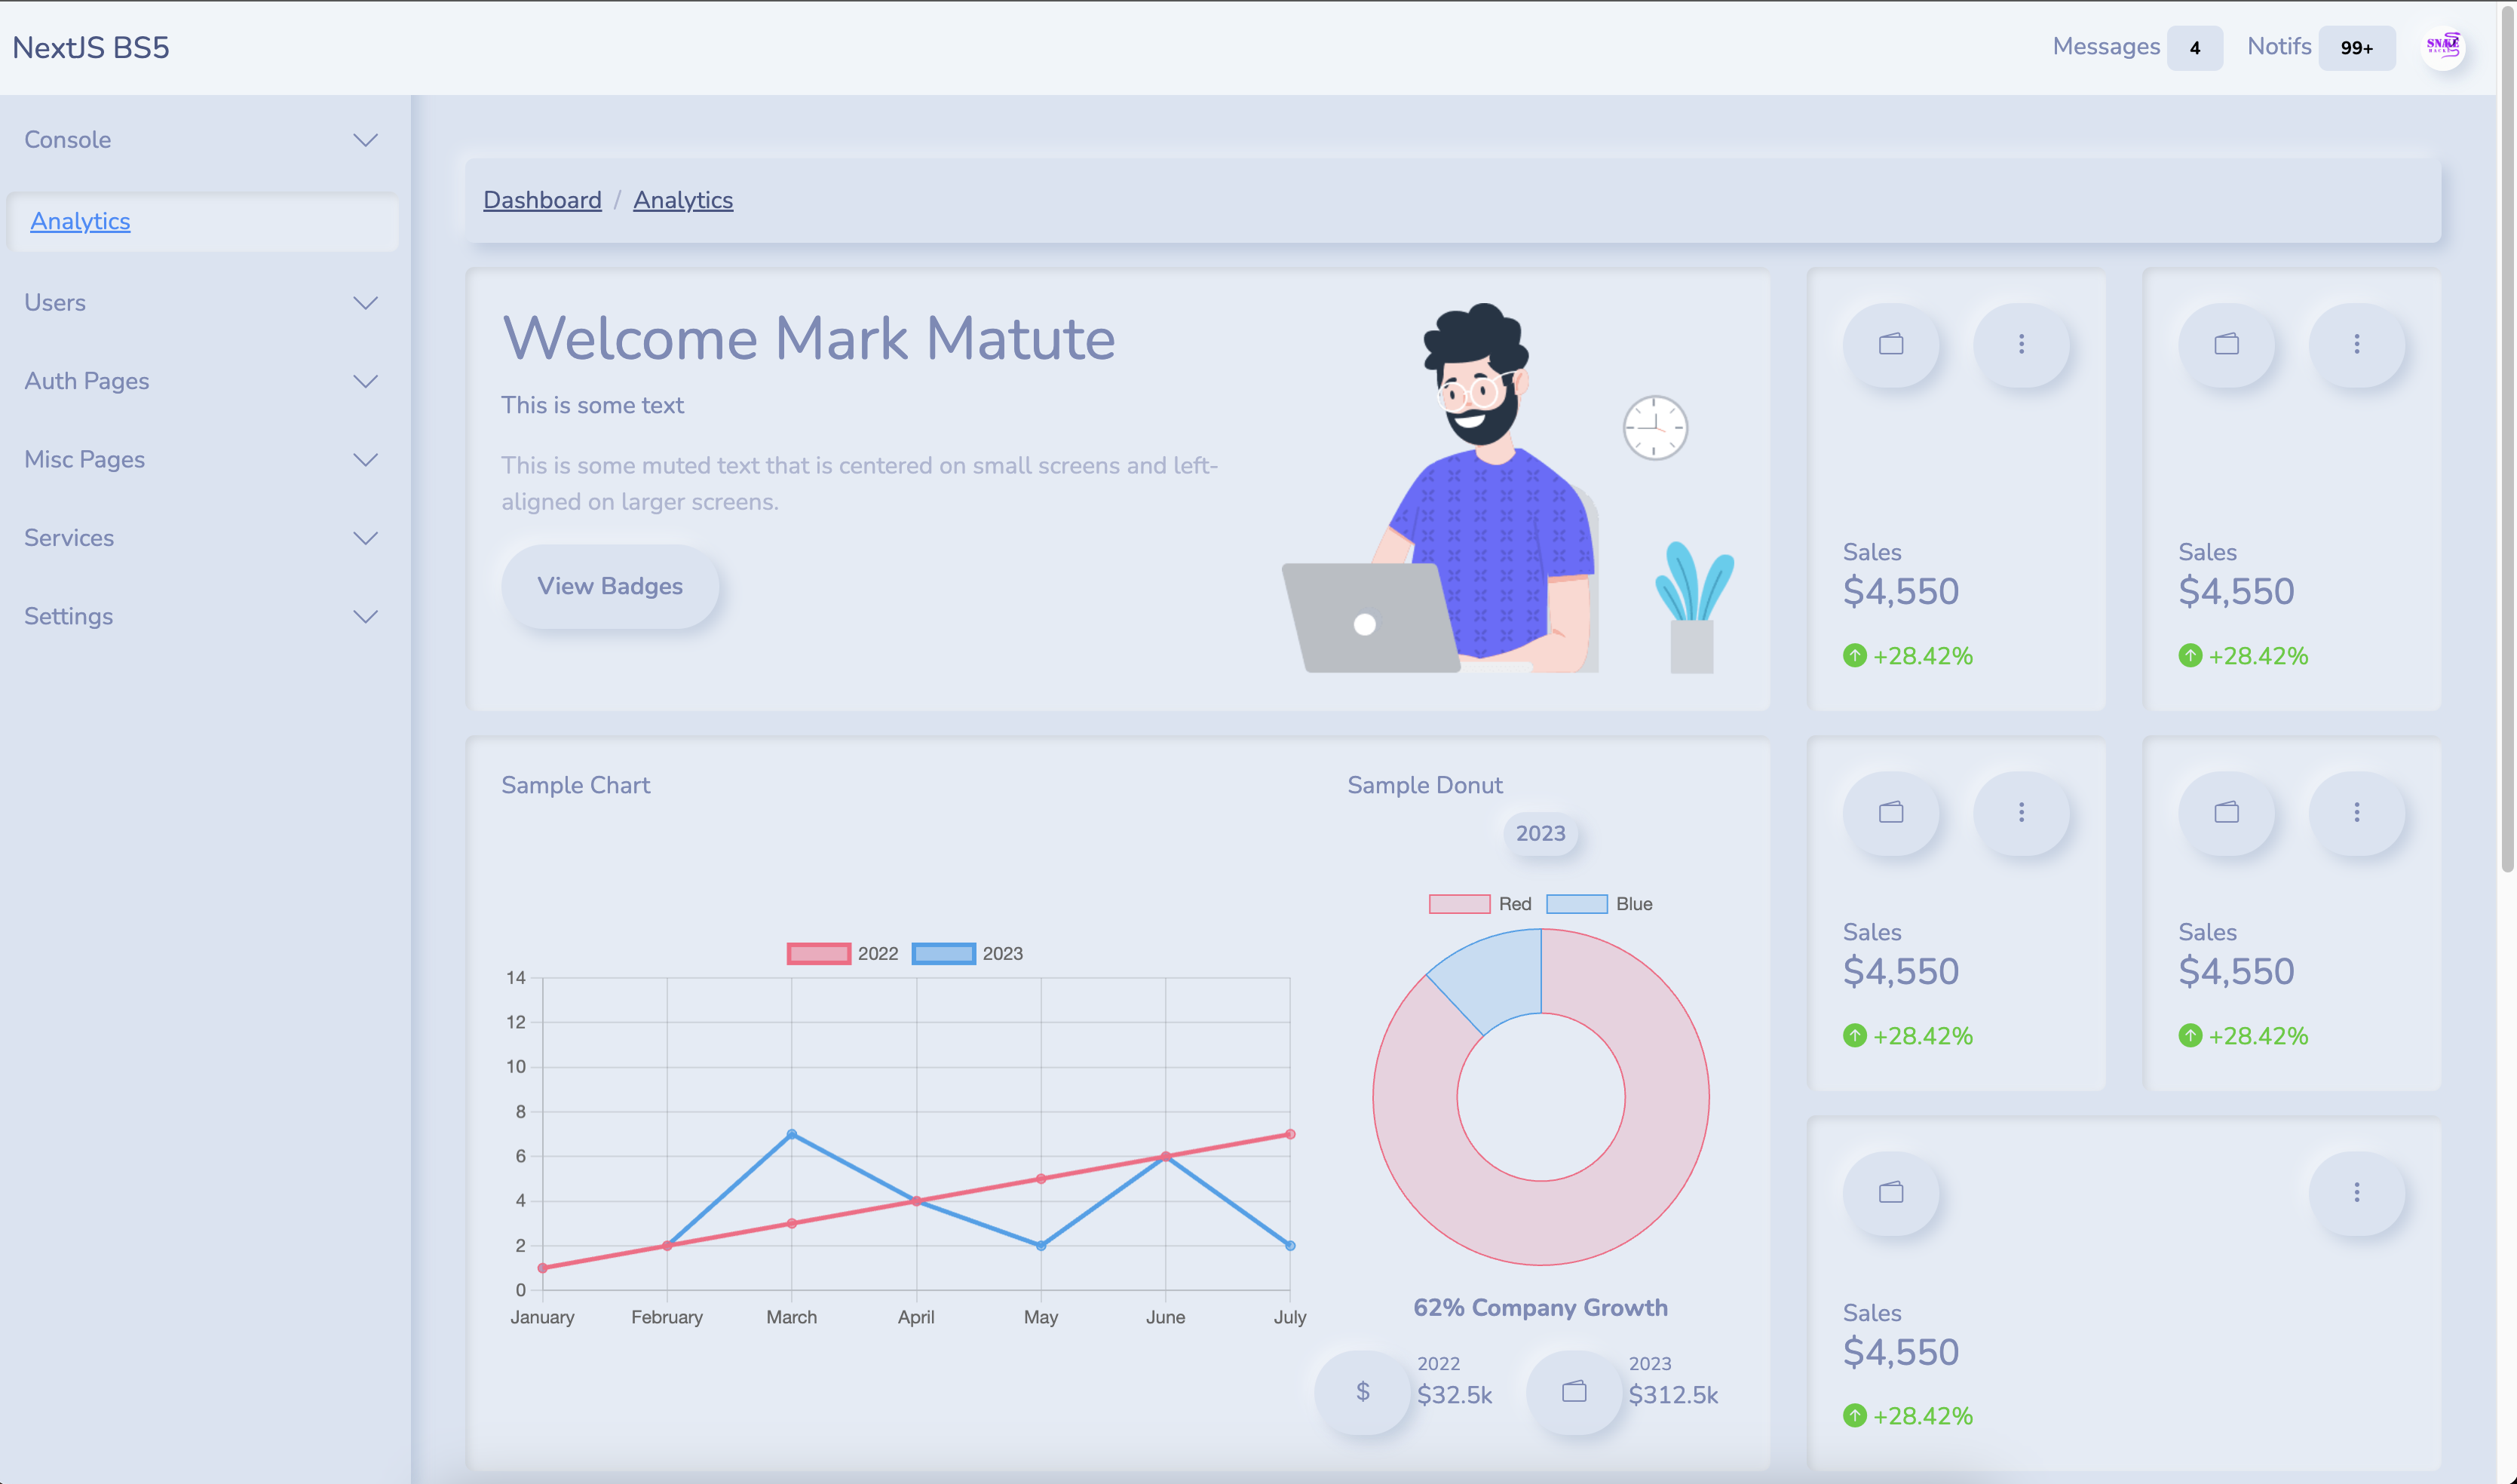 NextJS BS5
Messages 4 Notifs 99+
SNAKE
Console
Analytics
Users
Auth Pages
Misc Pages
Services
Settings
Dashboard / Analytics
Welcome Mark Matute
This is some text
This is some muted text that is centered on small screens and left-
aligned on larger screens.
View Badges
Sales
$4,550
+28.42%
Sales
$4,550
+28.42%
Sample Chart
2022 2023
14
12
10
8
6
4
2
0
January February March April May June July
Sample Donut
2023
Red Blue
62% Company Growth
$
2022
$32.5k
2023
$312.5k
Sales
$4,550
+28.42%
Sales
$4,550
+28.42%
Sales
$4,550
+28.42%